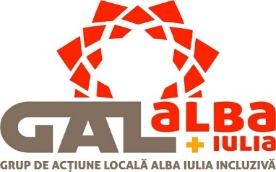 GAL ALBA
+ IULIA
GRUP DE ACȚIUNE LOCALĂ ALBA IULIA INCLUZIVĂ